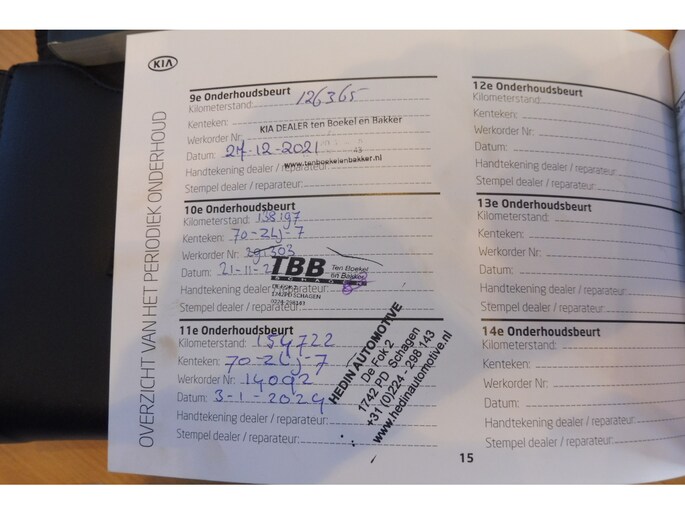 KIA
OVERZICHT VAN HET PERIODIEK ONDERHOUD
9e Onderhoudsbeurt
Kilometerstand: 126365
Kenteken:
KIA DEALER ten Boekel en Bakker
Werkorder Nr:
Datum: 27-12-2021
www.tenboekelenbakker.nl
Handtekening dealer / reparateur:
Stempel dealer / reparateur:
10e Onderhoudsbeurt
Kilometerstand: 138197
Kenteken: 70-ZLJ-7
Werkorder Nr:
Datum: 21-11-2
TBB Ten Boekel
en Bakker
SCHAGEN
Handtekening dealer / reparateur:
Stempel dealer / reparateur:
0224-298143
11e Onderhoudsbeurt
Kilometerstand: 154722
Kenteken: 70-ZLJ-7
Werkorder Nr: 14092
Datum: 3-1-2024
Handtekening dealer / reparateur:
Stempel dealer / reparateur:
HEDIN AUTOMOTIVE
De Fok 2
1742 PD Schagen
+31 (0)224 - 298 143
www.hedinautomotive.nl
12e Onderhoudsbeurt
Kilometerstand:
Kenteken:
Werkorder Nr:
Datum:
Handtekening dealer / reparateur:
Stempel dealer / reparateur:
13e Onderhoudsbeurt
Kilometerstand:
Kenteken:
Werkorder Nr:
Datum:
Handtekening dealer / reparateur:
Stempel dealer / reparateur:
14e Onderhoudsbeurt
Kilometerstand:
Kenteken:
Werkorder Nr:
Datum:
Handtekening dealer / reparateur:
Stempel dealer / reparateur:
15